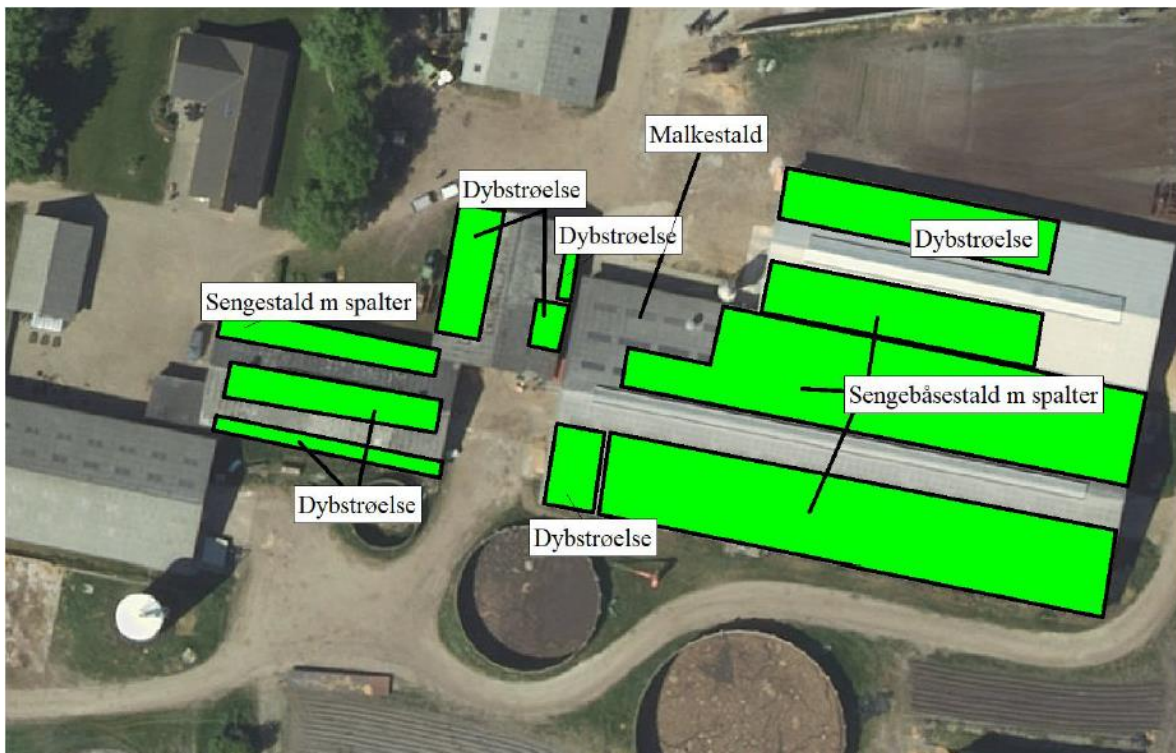 Malkestald
Dybstrøelse
Dybstrøelse
Dybstrøelse
Sengestald m spalter
Sengebåsestald m spalter
Dybstrøelse
Dybstrøelse